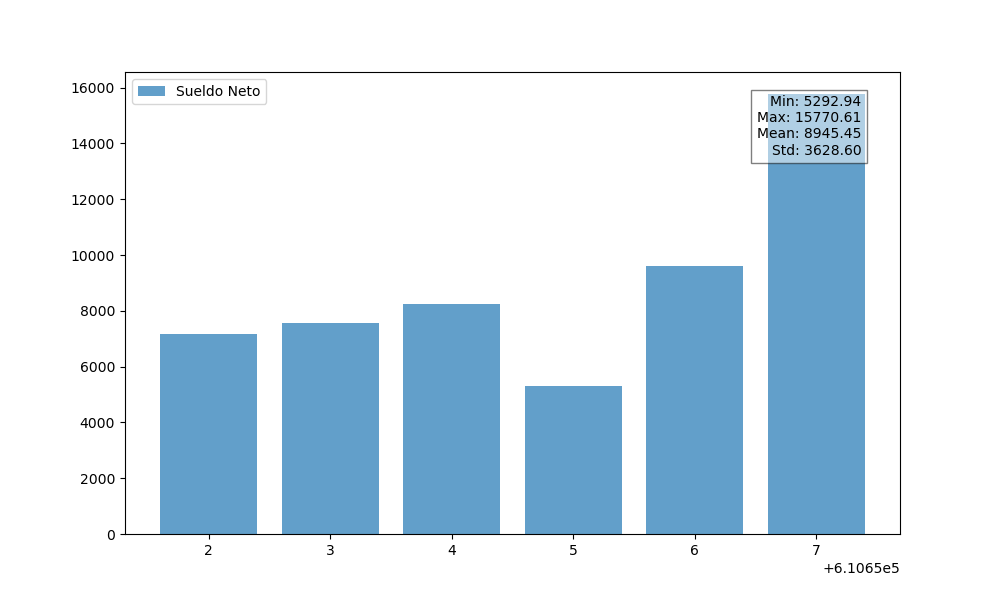 Sueldo Neto
Min: 5292.94
Max: 15770.61
Mean: 8945.45
Std: 3628.60
16000
14000
12000
10000
8000
6000
4000
2000
0
2 3 4 5 6 7
+6.1065e5